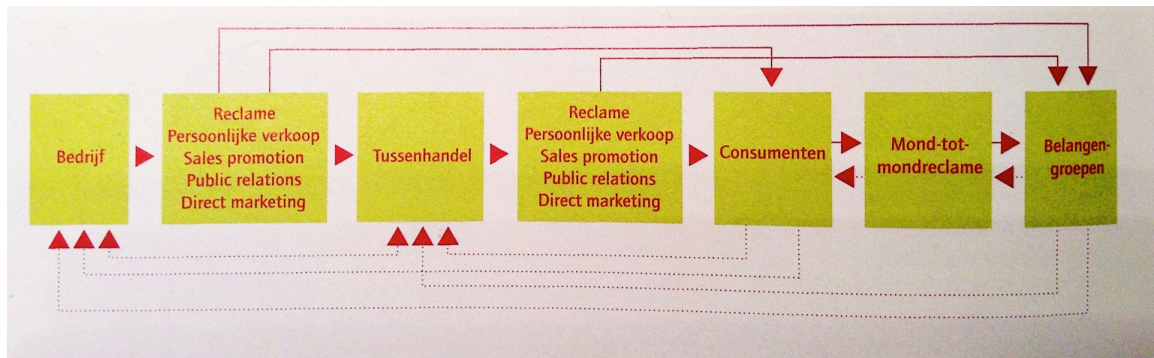 Bedrijf
Reclame
Persoonlijke verkoop
Sales promotion
Public relations
Direct marketing
Tussenhandel
Reclame
Persoonlijke verkoop
Sales promotion
Public relations
Direct marketing
Consumenten
Mond-tot-
mondreclame
Belangen-
groepen